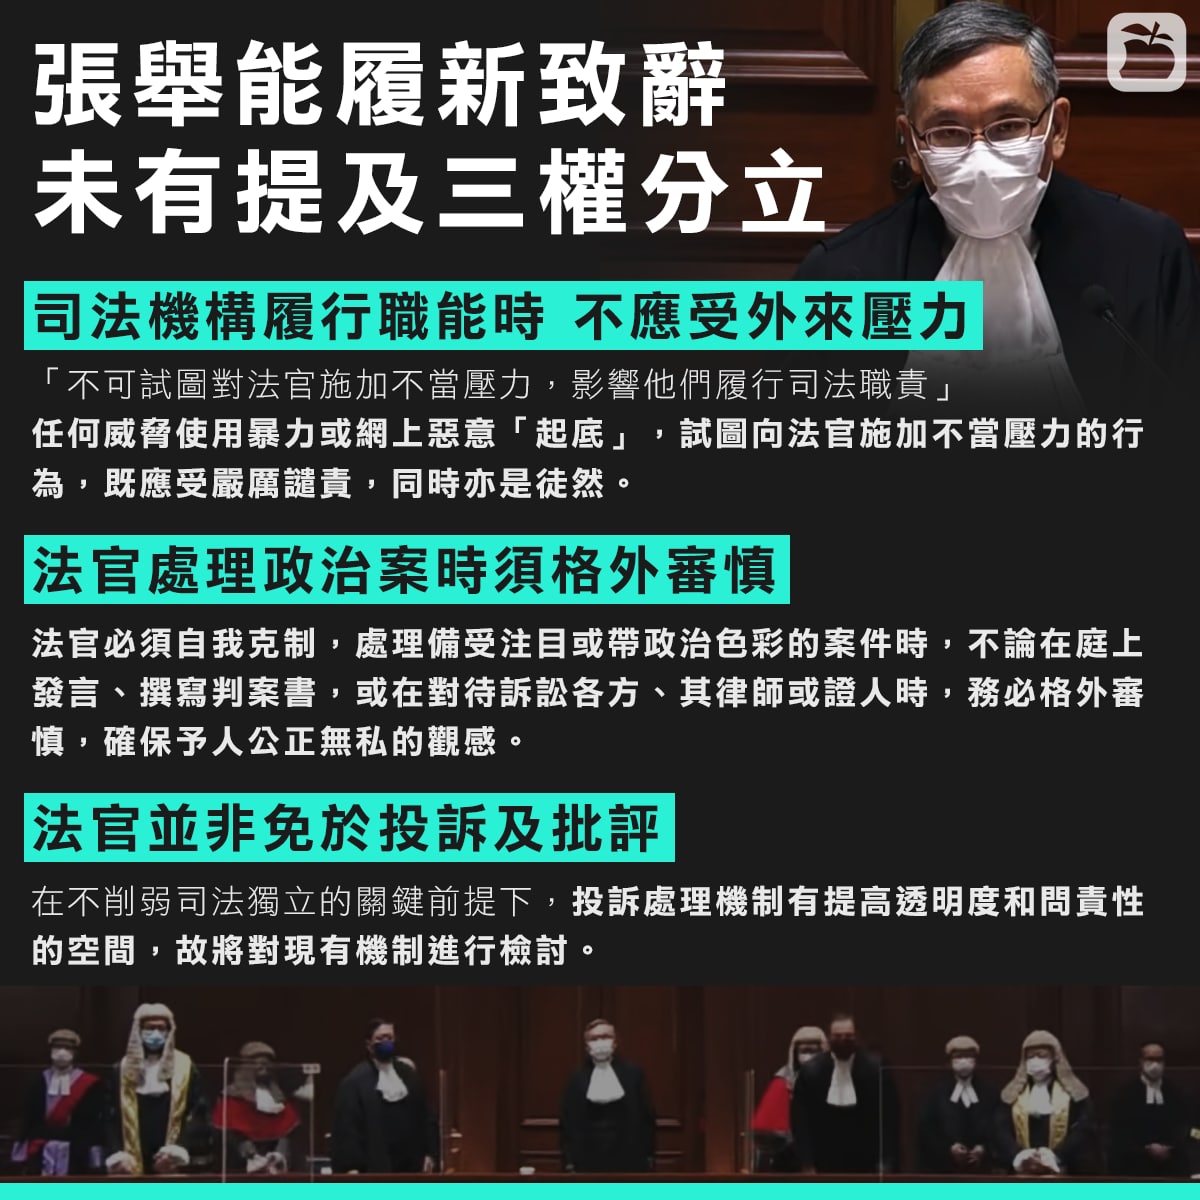 張舉能履新致辭
未有提及三權分立
司法機構履行職能時 不應受外來壓力
「不可試圖對法官施加不當壓力，影響他們履行司法職責」
任何威脅使用暴力或網上惡意「起底」，試圖向法官施加不當壓力的行
為，既應受嚴厲譴責，同時亦是徒然。
法官處理政治案時須格外審慎
法官必須自我克制，處理備受注目或帶政治色彩的案件時，不論在庭上
發言、撰寫判案書，或在對待訴訟各方、其律師或證人時，務必格外審
慎，確保予人公正無私的觀感。
法官並非免於投訴及批評
在不削弱司法獨立的關鍵前提下，投訴處理機制有提高透明度和問責性
的空間，故將對現有機制進行檢討。